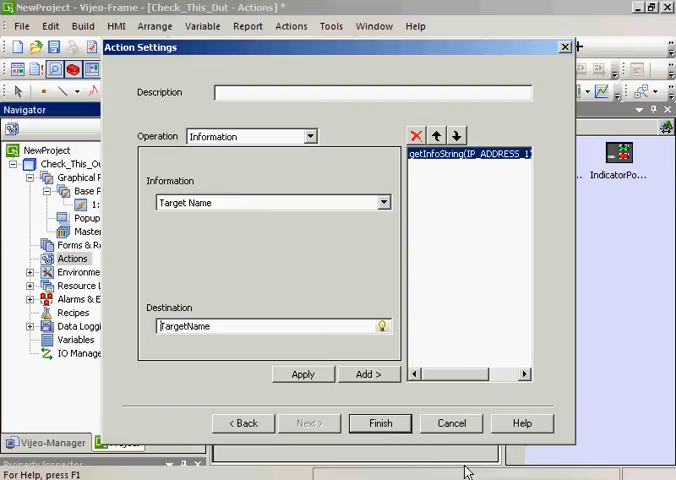 NewProject - Vijeo-Frame - [Check_This_Out - Actions] *
File Edit Build HMI Arrange Variable Report Actions Tools Window Help
Navigator
NewProject
Check_This_Ou
Graphical
Base F
1:
Popup
Master
Forms & Re
Actions
Environme
Resource L
Alarms & E
Recipes
Data Loggi
Variables
IO Manage
Vijeo-Manager
Action Settings
Description
Operation Information
Information
Target Name
Destination
TargetName
Apply Add >
getInfoString(IP_ADDRESS_1)
< Back Next > Finish Cancel Help
IndicatorPo...
For Help, press F1